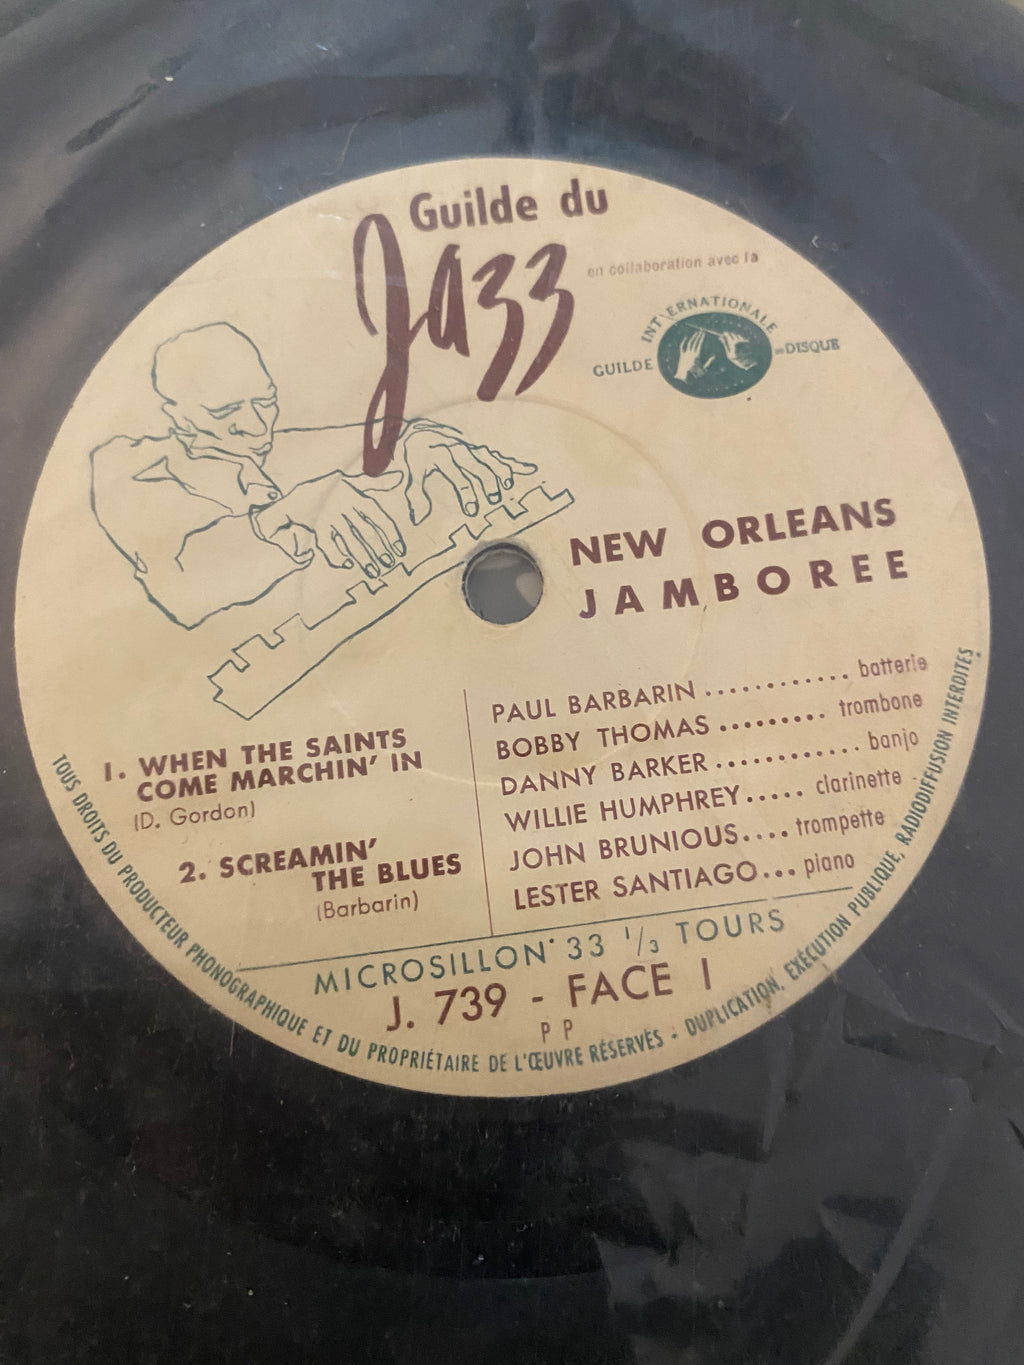 Guilde du
Jazz
en collaboration avec la
GUILDE INTERNATIONALE DU DISQUE
NEW ORLEANS
JAMBOREE
1. WHEN THE SAINTS
COME MARCHIN' IN
(D. Gordon)
2. SCREAMIN'
THE BLUES
(Barbarin)
PAUL BARBARIN ............ batterie
BOBBY THOMAS ......... trombone
DANNY BARKER ........... banjo
WILLIE HUMPHREY ..... clarinette
JOHN BRUNIOUS.... trompette
LESTER SANTIAGO... piano
MICROSILLON 33 1/3 TOURS
J. 739 - FACE I
P P
TOUS DROITS DU PRODUCTEUR PHONOGRAPHIQUE ET DU PROPRIÉTAIRE DE L'ŒUVRE RÉSERVÉS • DUPLICATION, EXÉCUTION PUBLIQUE, RADIODIFFUSION INTERDITES